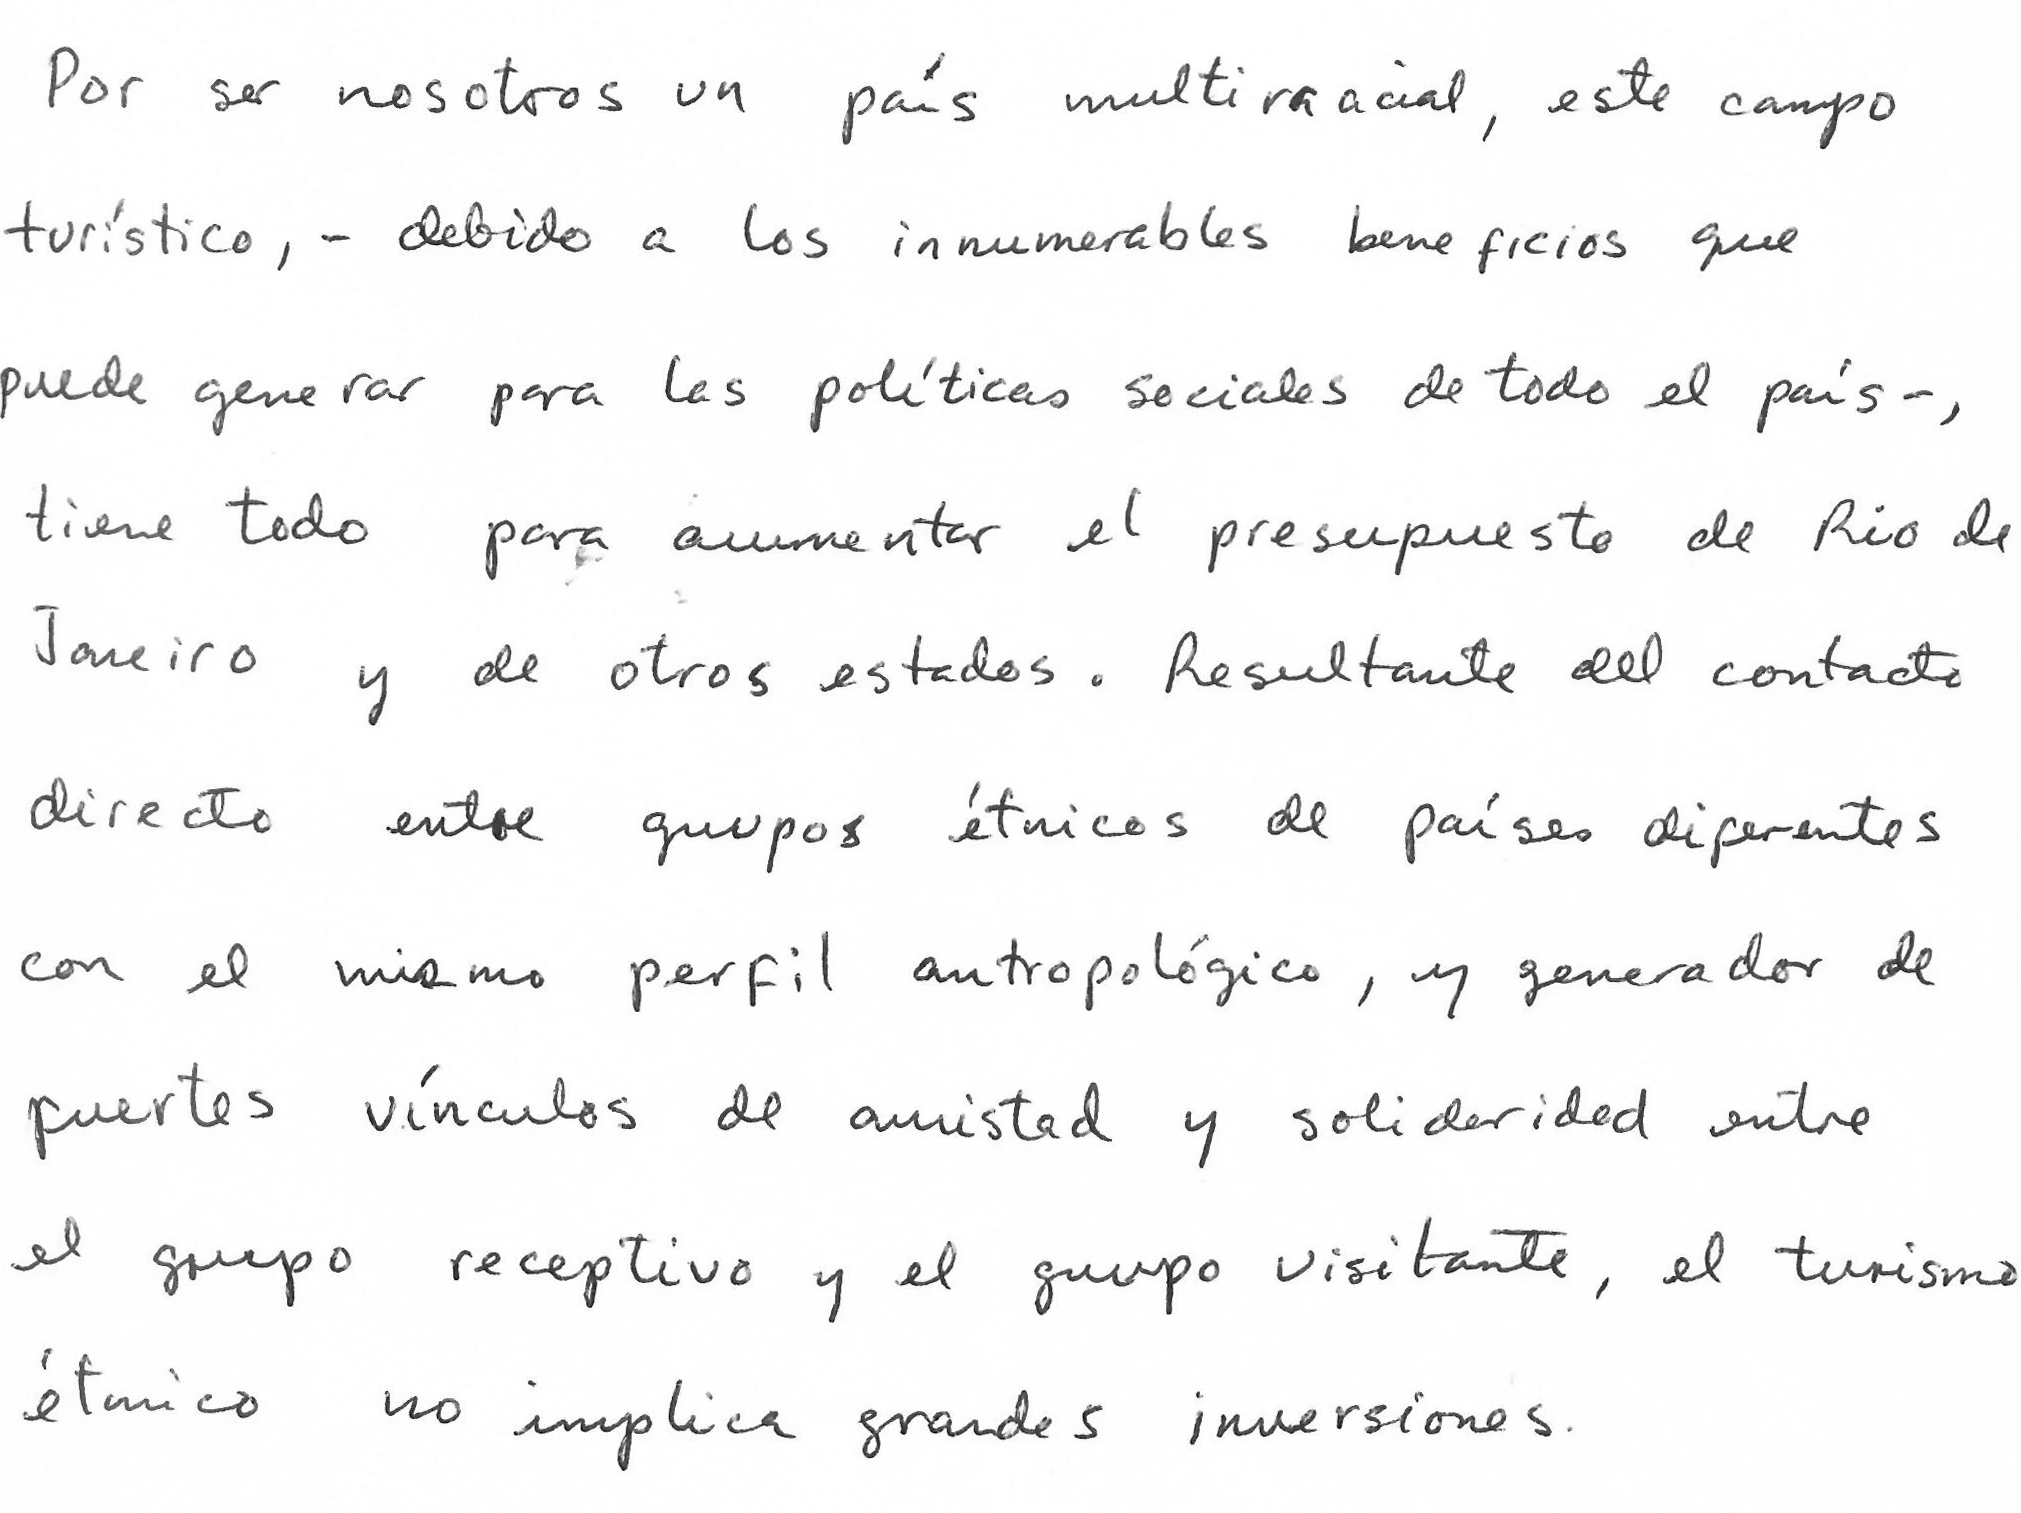 Por ser nosotros un país multiraacial, este campo
turístico, - debido a los innumerables beneficios que
puede generar para las políticas sociales de todo el país-,
tiene todo para aumentar el presupuesto de Rio de
Janeiro y de otros estados. Resultante del contacto
directo entre grupos étnicos de países diferentes
con el mismo perfil antropológico, y generador de
fuertes vínculos de amistad y solidaridad entre
el grupo receptivo y el grupo visitante, el turismo
étnico no implica grandes inversiones.